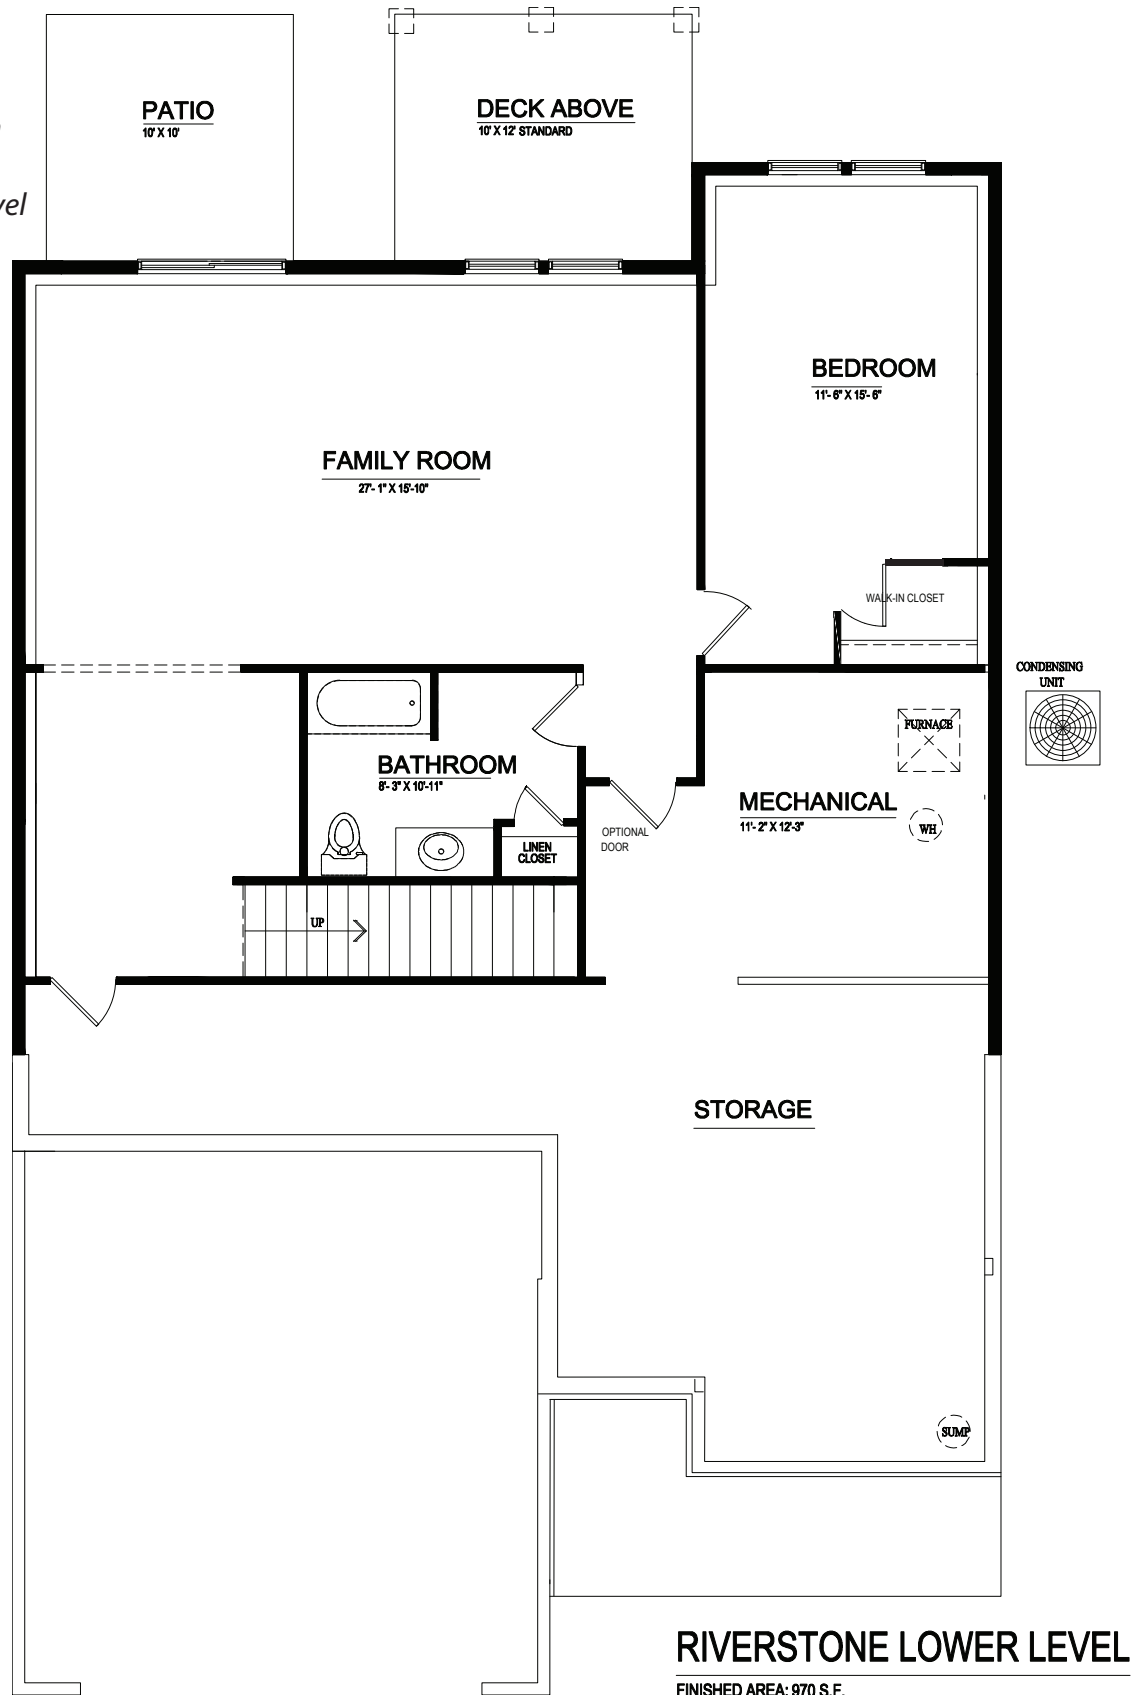 PATIO
10' X 10'
DECK ABOVE
10' X 12' STANDARD
BEDROOM
11'- 6" X 15'- 6"
FAMILY ROOM
27'- 1" X 15'-10"
WALK-IN CLOSET
CONDENSING
UNIT
FURNACE
BATHROOM
8'- 3" X 10'-11"
MECHANICAL
11'- 2" X 12'-3"
WH
OPTIONAL
DOOR
LINEN
CLOSET
UP
STORAGE
SUMP
RIVERSTONE LOWER LEVEL
FINISHED AREA: 970 S.F.